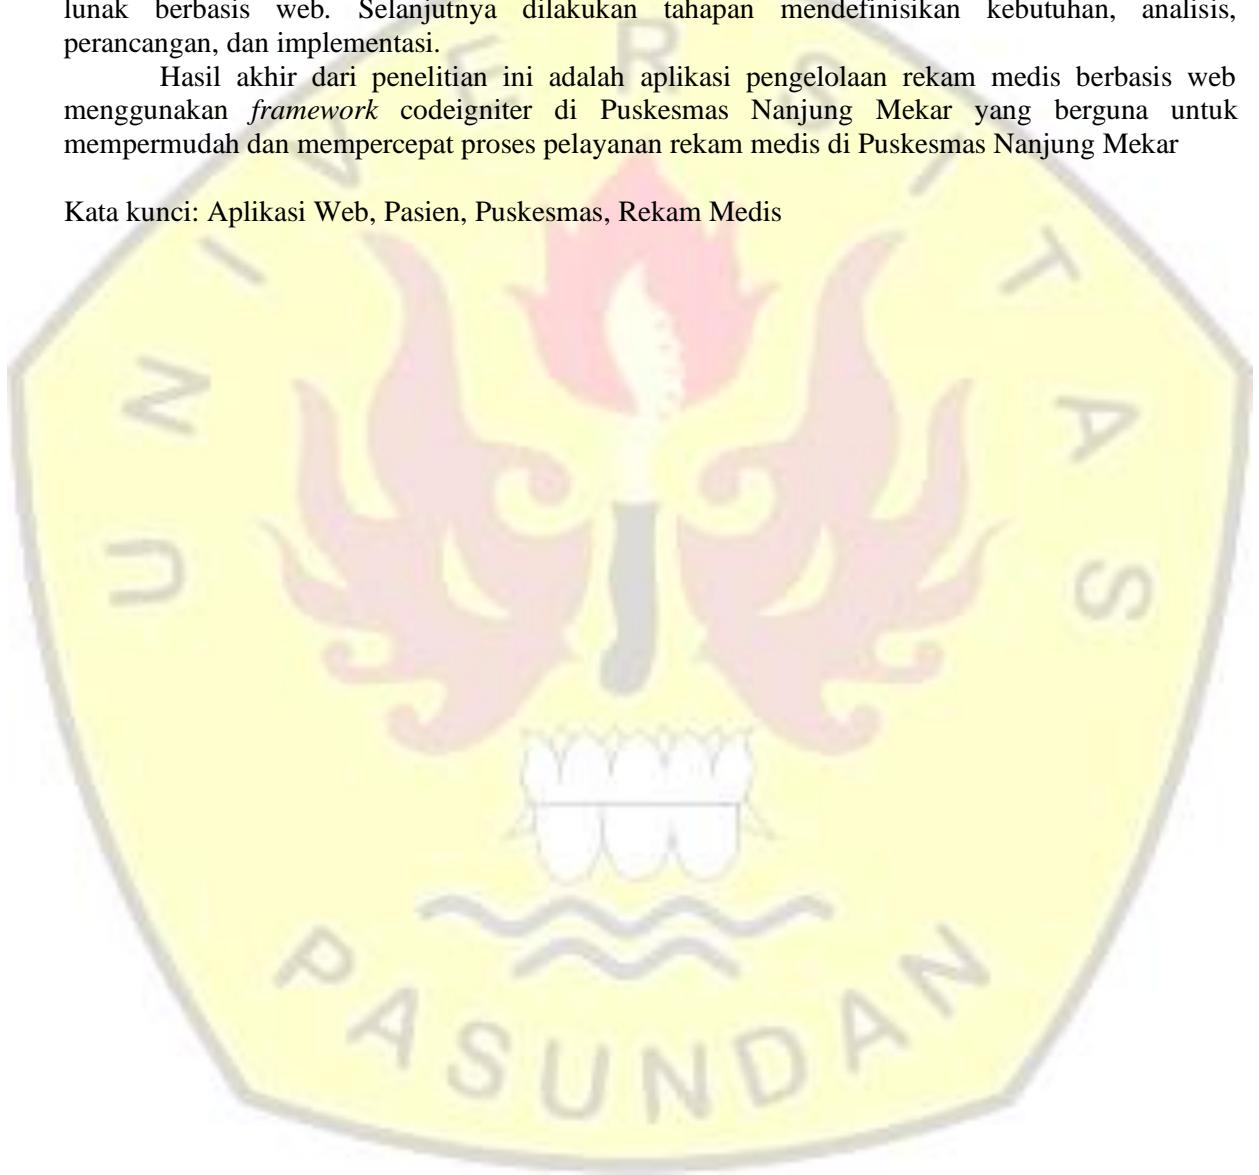 lunak berbasis web. Selanjutnya dilakukan tahapan mendefinisikan kebutuhan, analisis,
perancangan, dan implementasi.
Hasil akhir dari penelitian ini adalah aplikasi pengelolaan rekam medis berbasis web
menggunakan framework codeigniter di Puskesmas Nanjung Mekar yang berguna untuk
mempermudah dan mempercepat proses pelayanan rekam medis di Puskesmas Nanjung Mekar
Kata kunci: Aplikasi Web, Pasien, Puskesmas, Rekam Medis
UNIVERSITAS
PASUNDAN